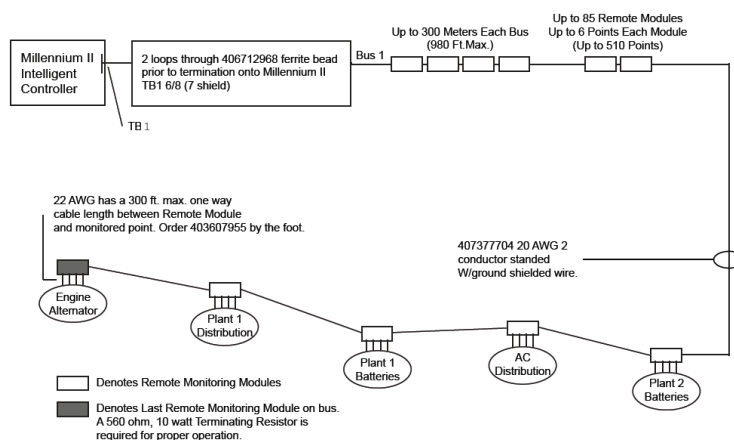 Millennium II
Intelligent
Controller
2 loops through 406712968 ferrite bead
prior to termination onto Millennium II
TB1 6/8 (7 shield)
TB 1
Bus 1
Up to 300 Meters Each Bus
(980 Ft.Max.)
Up to 85 Remote Modules
Up to 6 Points Each Module
(Up to 510 Points)
22 AWG has a 300 ft. max. one way
cable length between Remote Module
and monitored point. Order 403607955 by the foot.
407377704 20 AWG 2
conductor standed
W/ground shielded wire.
Engine
Alternator
Plant 1
Distribution
Plant 1
Batteries
AC
Distribution
Plant 2
Batteries
Denotes Remote Monitoring Modules
Denotes Last Remote Monitoring Module on bus.
A 560 ohm, 10 watt Terminating Resistor is
required for proper operation.